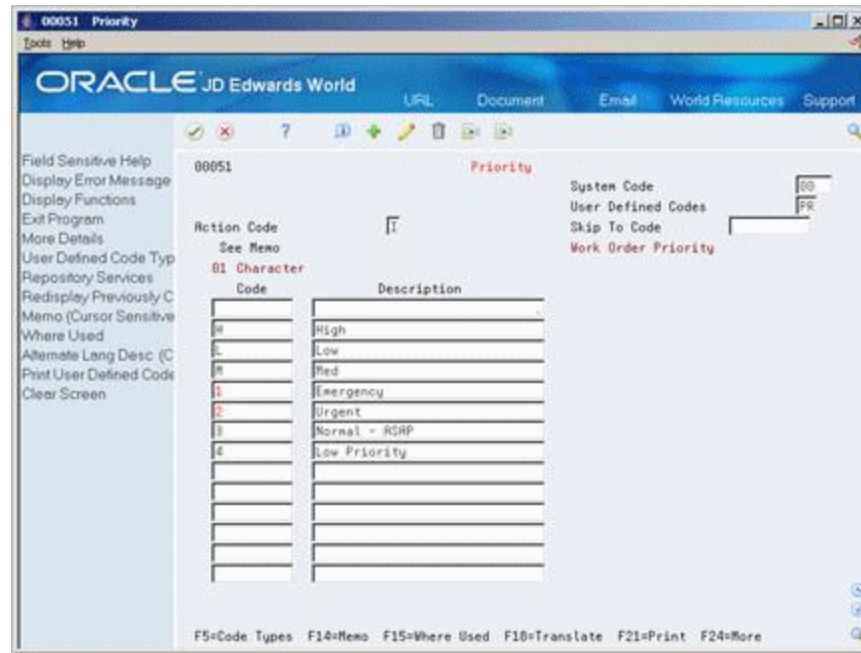 00051 Priority
Tools Help
ORACLE JD Edwards World
URL Document Email World Resources Support
Field Sensitive Help
Display Error Message
Display Functions
Exit Program
More Details
User Defined Code Typ
Repository Services
Redisplay Previously C
Memo (Cursor Sensitive
Where Used
Alternate Lang Desc (C
Print User Defined Code
Clear Screen
00051 Priority
System Code 00
User Defined Codes PR
Action Code I Skip To Code
See Memo Work Order Priority
01 Character
Code Description
H High
L Low
M Med
1 Emergency
2 Urgent
3 Normal - ASAP
4 Low Priority
F5=Code Types F14=Memo F15=Where Used F18=Translate F21=Print F24=More